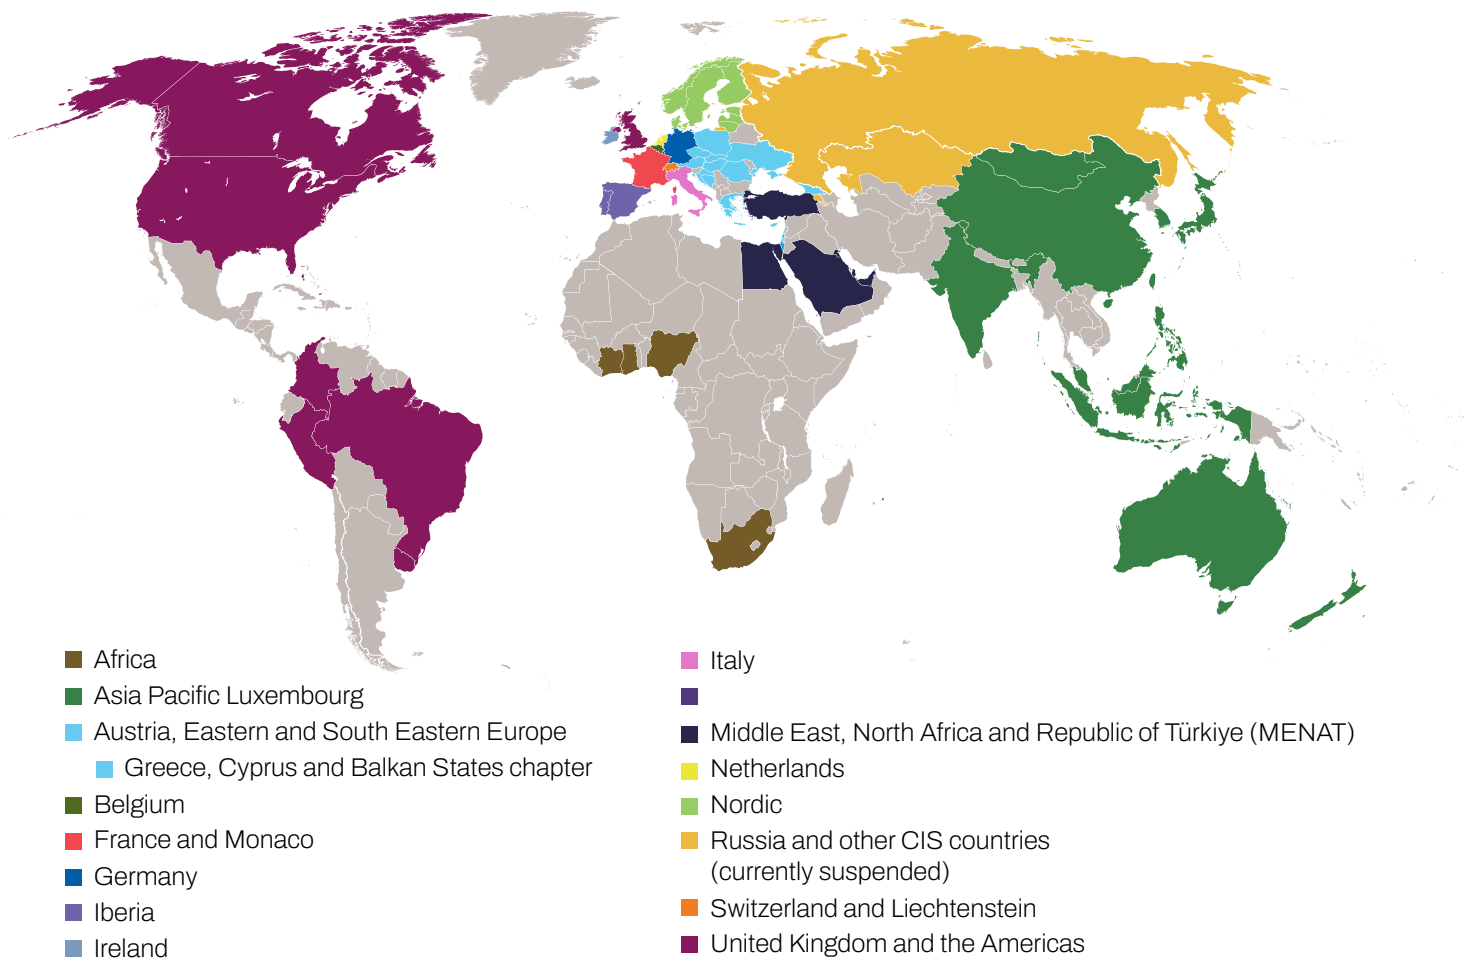 Africa
Asia Pacific Luxembourg
Austria, Eastern and South Eastern Europe
Greece, Cyprus and Balkan States chapter
Belgium
France and Monaco
Germany
Iberia
Ireland
Italy
Middle East, North Africa and Republic of Türkiye (MENAT)
Netherlands
Nordic
Russia and other CIS countries
(currently suspended)
Switzerland and Liechtenstein
United Kingdom and the Americas